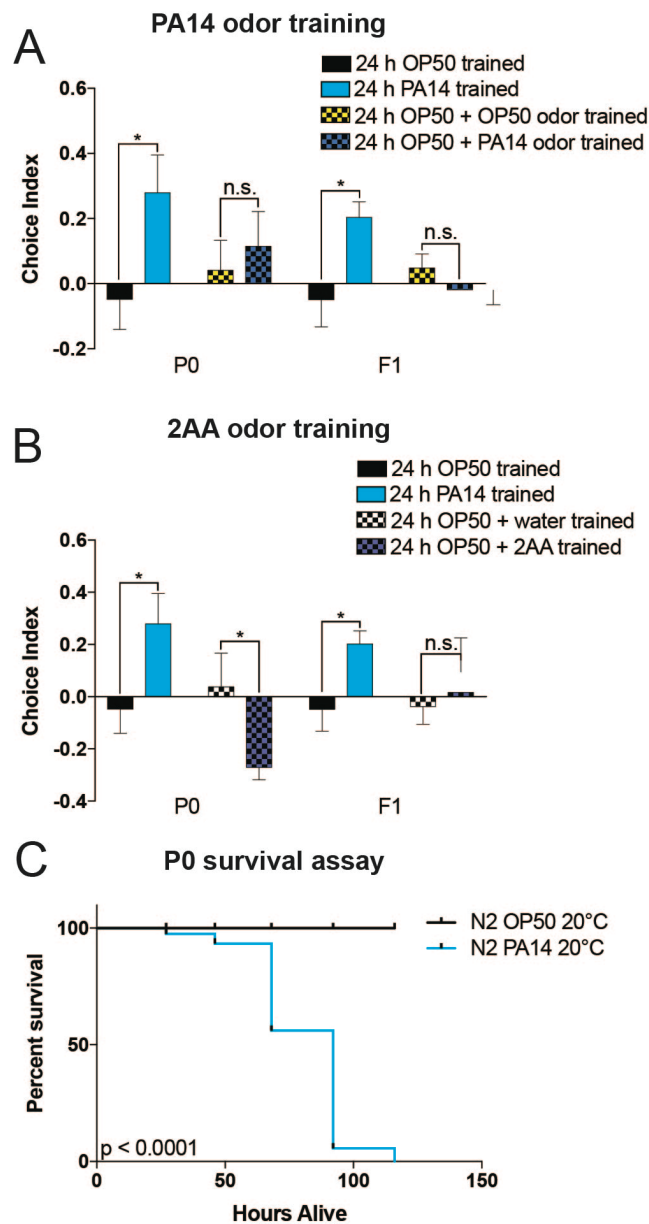 A
PA14 odor training
24 h OP50 trained
24 h PA14 trained
24 h OP50 + OP50 odor trained
24 h OP50 + PA14 odor trained
Choice Index
0.6
0.4
0.2
0.0
-0.2
*
n.s.
*
n.s.
P0
F1
B
2AA odor training
24 h OP50 trained
24 h PA14 trained
24 h OP50 + water trained
24 h OP50 + 2AA trained
Choice Index
0.6
0.4
0.2
0.0
-0.2
-0.4
*
*
*
n.s.
P0
F1
C
P0 survival assay
N2 OP50 20°C
N2 PA14 20°C
Percent survival
100
50
0
p < 0.0001
0
50
100
150
Hours Alive